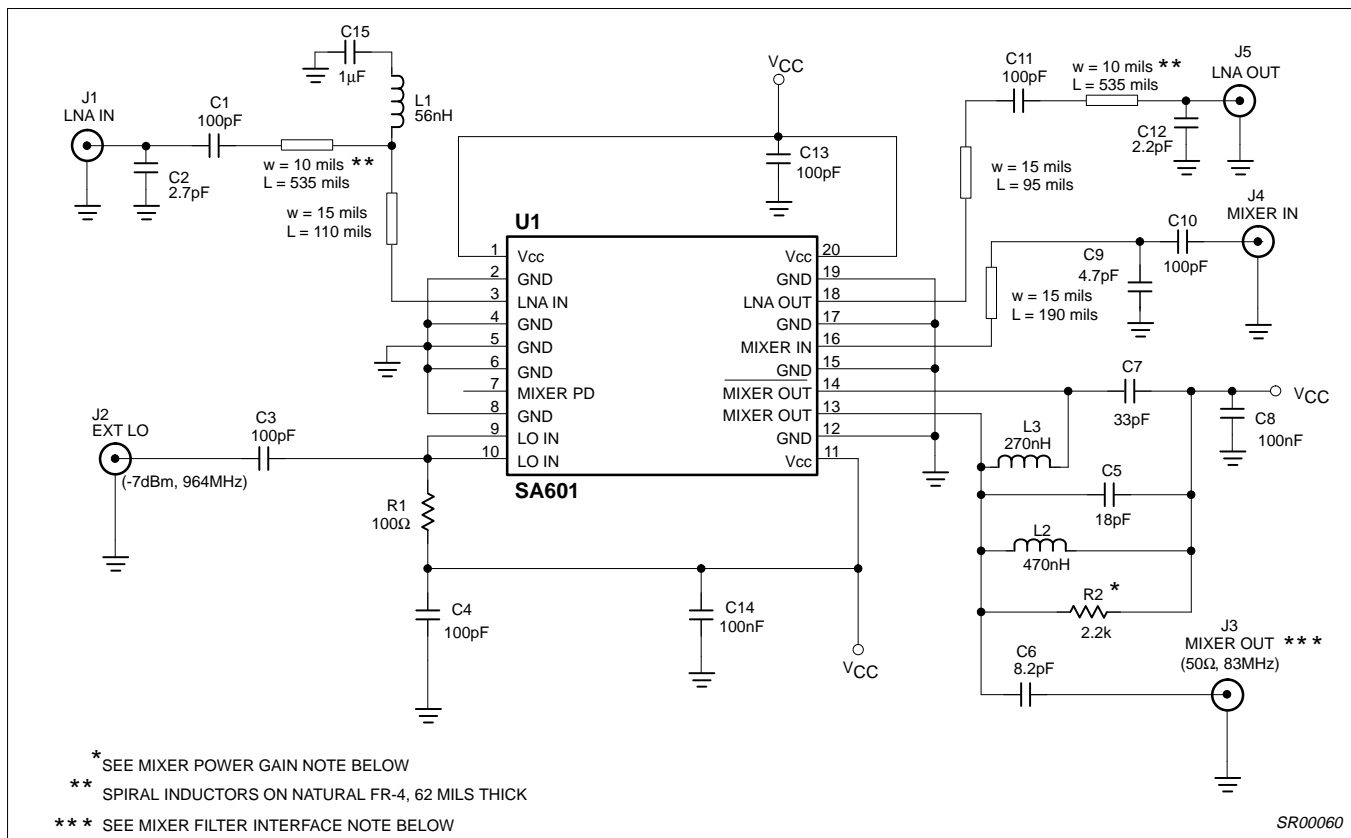 C15
1µF
L1
56nH
J1
LNA IN
C1
100pF
C2
2.7pF
w = 10 mils **
L = 535 mils
w = 15 mils
L = 110 mils
VCC
C13
100pF
C11
100pF
w = 10 mils **
L = 535 mils
J5
LNA OUT
C12
2.2pF
w = 15 mils
L = 95 mils
J4
MIXER IN
C10
100pF
C9
4.7pF
w = 15 mils
L = 190 mils
U1
1 Vcc
2 GND
3 LNA IN
4 GND
5 GND
6 GND
7 MIXER PD
8 GND
9 LO IN
10 LO IN
Vcc 20
GND 19
LNA OUT 18
GND 17
MIXER IN 16
GND 15
MIXER OUT 14
MIXER OUT 13
GND 12
Vcc 11
SA601
J2
EXT LO
(-7dBm, 964MHz)
C3
100pF
R1
100Ω
C4
100pF
C14
100nF
VCC
C7
33pF
VCC
C8
100nF
L3
270nH
C5
18pF
L2
470nH
R2 *
2.2k
C6
8.2pF
J3
MIXER OUT ***
(50Ω, 83MHz)
* SEE MIXER POWER GAIN NOTE BELOW
** SPIRAL INDUCTORS ON NATURAL FR-4, 62 MILS THICK
*** SEE MIXER FILTER INTERFACE NOTE BELOW
SR00060